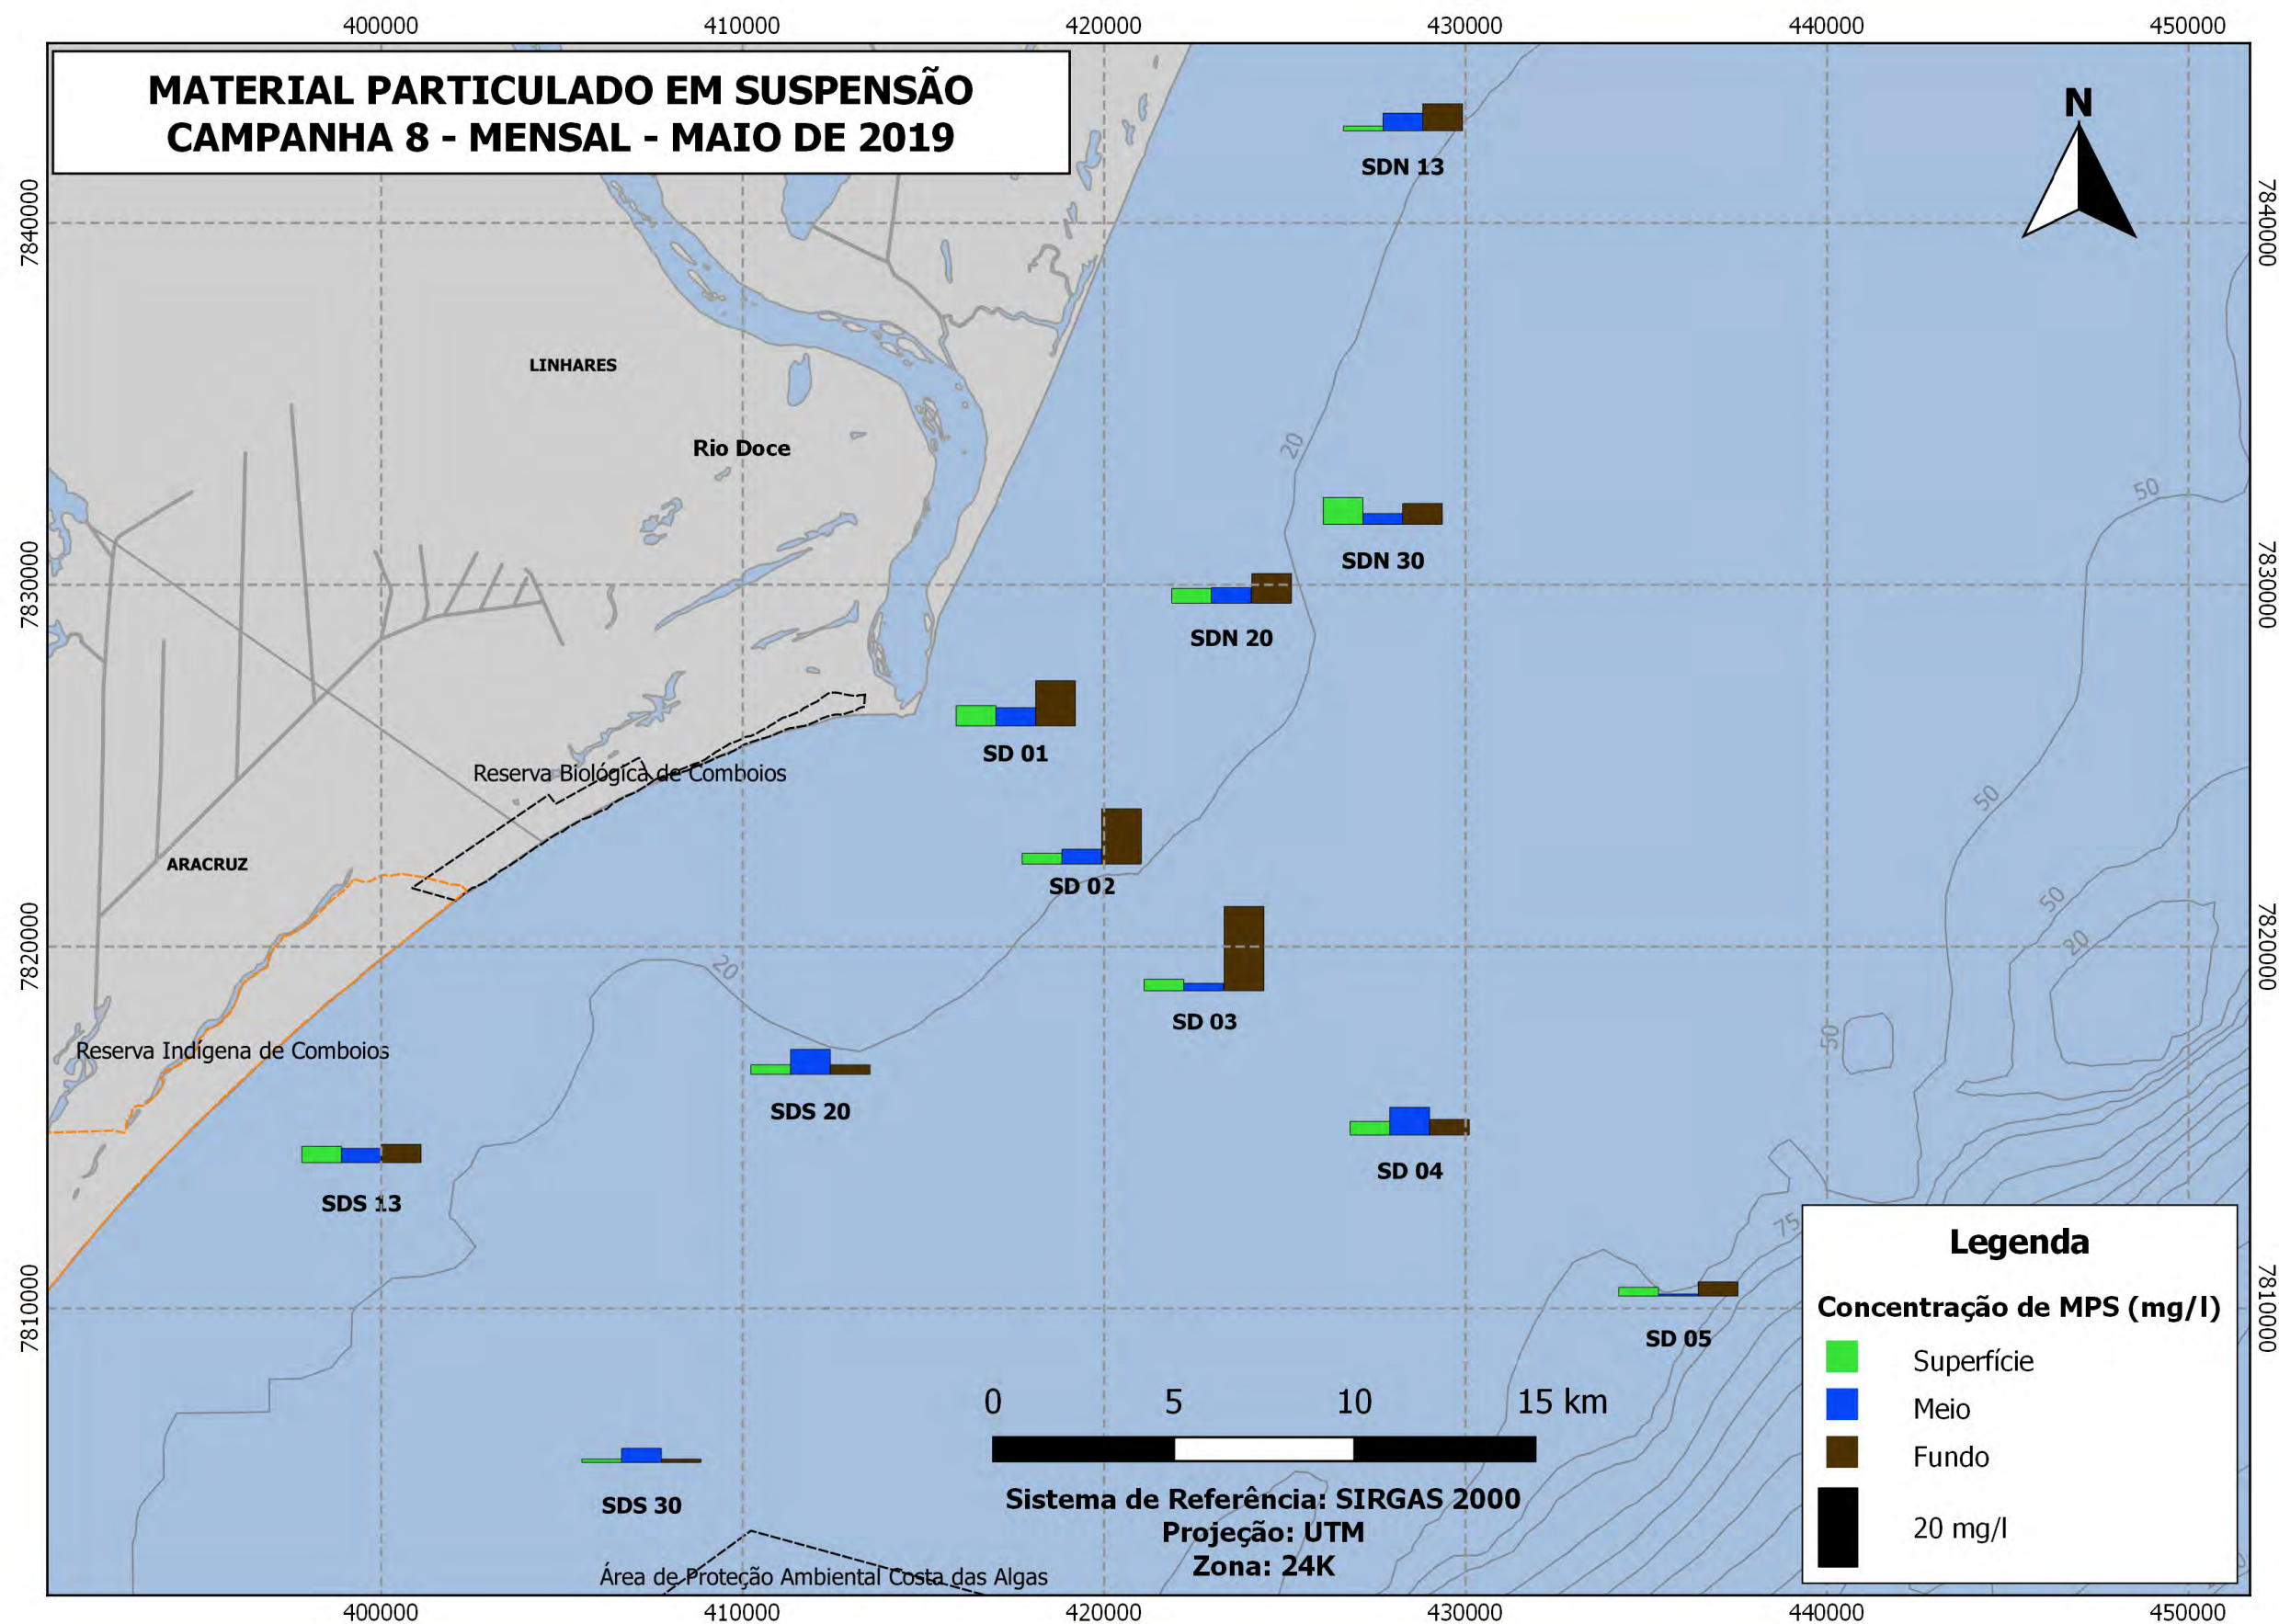 400000 410000 420000 430000 440000 450000
MATERIAL PARTICULADO EM SUSPENSÃO
CAMPANHA 8 - MENSAL - MAIO DE 2019
N
SDN 13
7840000 7840000
LINHARES
Rio Doce
20
50
SDN 30
7830000 7830000
SDN 20
SD 01
Reserva Biológica de Comboios
50
ARACRUZ
SD 02
50
20
7820000 7820000
20
SD 03
50
Reserva Indígena de Comboios
SDS 20
SD 04
SDS 13
75
Legenda
Concentração de MPS (mg/l)
Superfície
Meio
Fundo
20 mg/l
7810000 7810000
SD 05
0 5 10 15 km
SDS 30
Sistema de Referência: SIRGAS 2000
Projeção: UTM
Zona: 24K
Área de Proteção Ambiental Costa das Algas
400000 410000 420000 430000 440000 450000